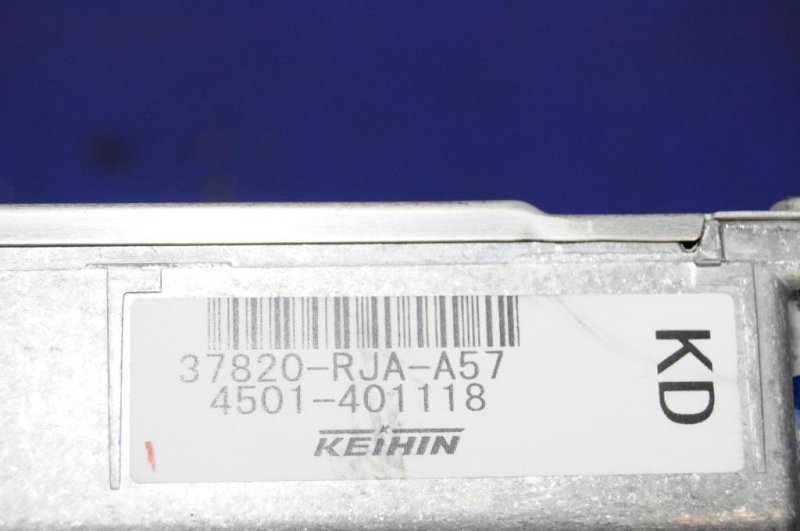 37820-RJA-A57
4501-401118
KEIHIN
KD